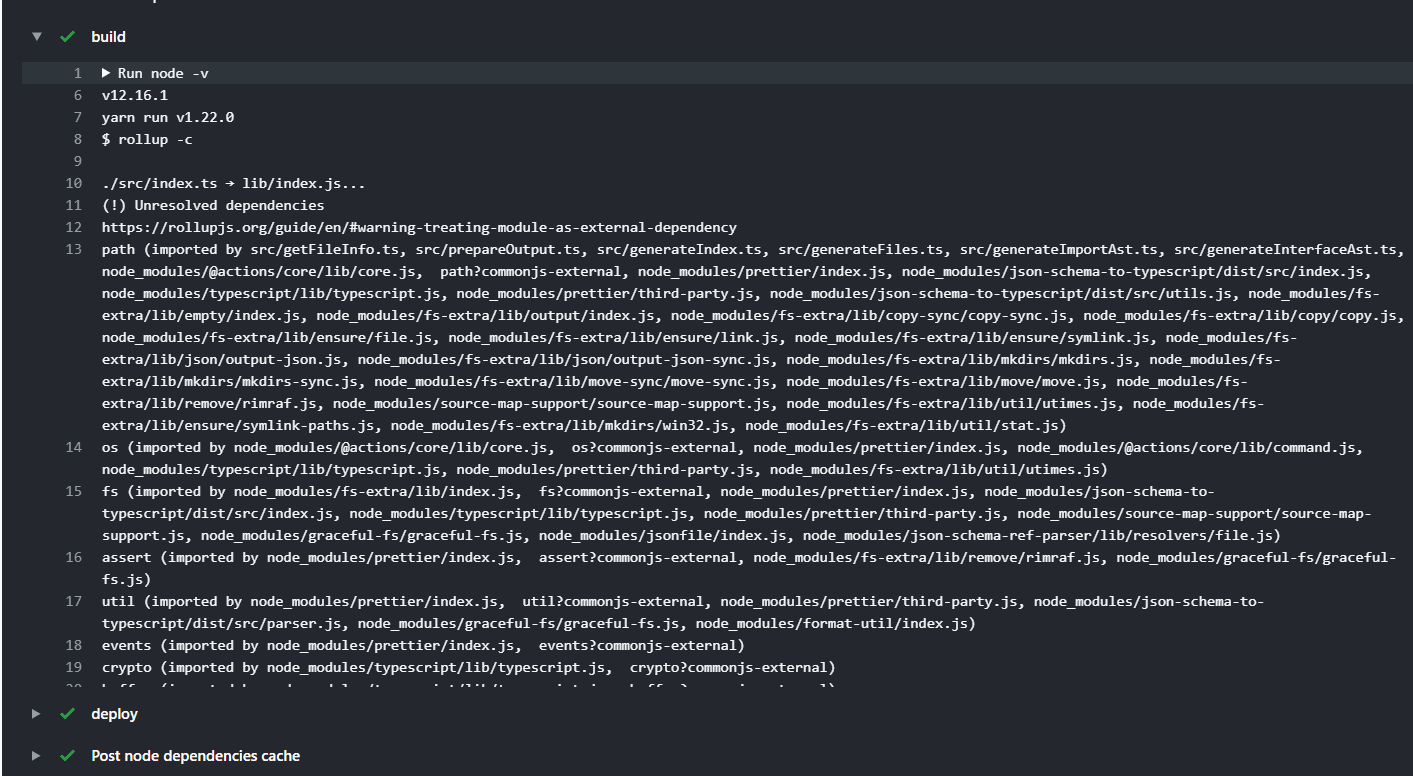 build
1 Run node -v
6 v12.16.1
7 yarn run v1.22.0
8 $ rollup -c
9
10 ./src/index.ts → lib/index.js...
11 (!) Unresolved dependencies
12 https://rollupjs.org/guide/en/#warning-treating-module-as-external-dependency
13 path (imported by src/getFileInfo.ts, src/prepareOutput.ts, src/generateIndex.ts, src/generateFiles.ts, src/generateImportAst.ts, src/generateInterfaceAst.ts,
node_modules/@actions/core/lib/core.js,  path?commonjs-external, node_modules/prettier/index.js, node_modules/json-schema-to-typescript/dist/src/index.js,
node_modules/typescript/lib/typescript.js, node_modules/prettier/third-party.js, node_modules/json-schema-to-typescript/dist/src/utils.js, node_modules/fs-
extra/lib/empty/index.js, node_modules/fs-extra/lib/output/index.js, node_modules/fs-extra/lib/copy-sync/copy-sync.js, node_modules/fs-extra/lib/copy/copy.js,
node_modules/fs-extra/lib/ensure/file.js, node_modules/fs-extra/lib/ensure/link.js, node_modules/fs-extra/lib/ensure/symlink.js, node_modules/fs-
extra/lib/json/output-json.js, node_modules/fs-extra/lib/json/output-json-sync.js, node_modules/fs-extra/lib/mkdirs/mkdirs.js, node_modules/fs-
extra/lib/mkdirs/mkdirs-sync.js, node_modules/fs-extra/lib/move-sync/move-sync.js, node_modules/fs-extra/lib/move/move.js, node_modules/fs-
extra/lib/remove/rimraf.js, node_modules/source-map-support/source-map-support.js, node_modules/fs-extra/lib/util/utimes.js, node_modules/fs-
extra/lib/ensure/symlink-paths.js, node_modules/fs-extra/lib/mkdirs/win32.js, node_modules/fs-extra/lib/util/stat.js)
14 os (imported by node_modules/@actions/core/lib/core.js,  os?commonjs-external, node_modules/prettier/index.js, node_modules/@actions/core/lib/command.js,
node_modules/typescript/lib/typescript.js, node_modules/prettier/third-party.js, node_modules/fs-extra/lib/util/utimes.js)
15 fs (imported by node_modules/fs-extra/lib/index.js,  fs?commonjs-external, node_modules/prettier/index.js, node_modules/json-schema-to-
typescript/dist/src/index.js, node_modules/typescript/lib/typescript.js, node_modules/prettier/third-party.js, node_modules/source-map-support/source-map-
support.js, node_modules/graceful-fs/graceful-fs.js, node_modules/jsonfile/index.js, node_modules/json-schema-ref-parser/lib/resolvers/file.js)
16 assert (imported by node_modules/prettier/index.js,  assert?commonjs-external, node_modules/fs-extra/lib/remove/rimraf.js, node_modules/graceful-fs/graceful-
fs.js)
17 util (imported by node_modules/prettier/index.js,  util?commonjs-external, node_modules/prettier/third-party.js, node_modules/json-schema-to-
typescript/dist/src/parser.js, node_modules/graceful-fs/graceful-fs.js, node_modules/format-util/index.js)
18 events (imported by node_modules/prettier/index.js,  events?commonjs-external)
19 crypto (imported by node_modules/typescript/lib/typescript.js,  crypto?commonjs-external)
deploy
Post node dependencies cache